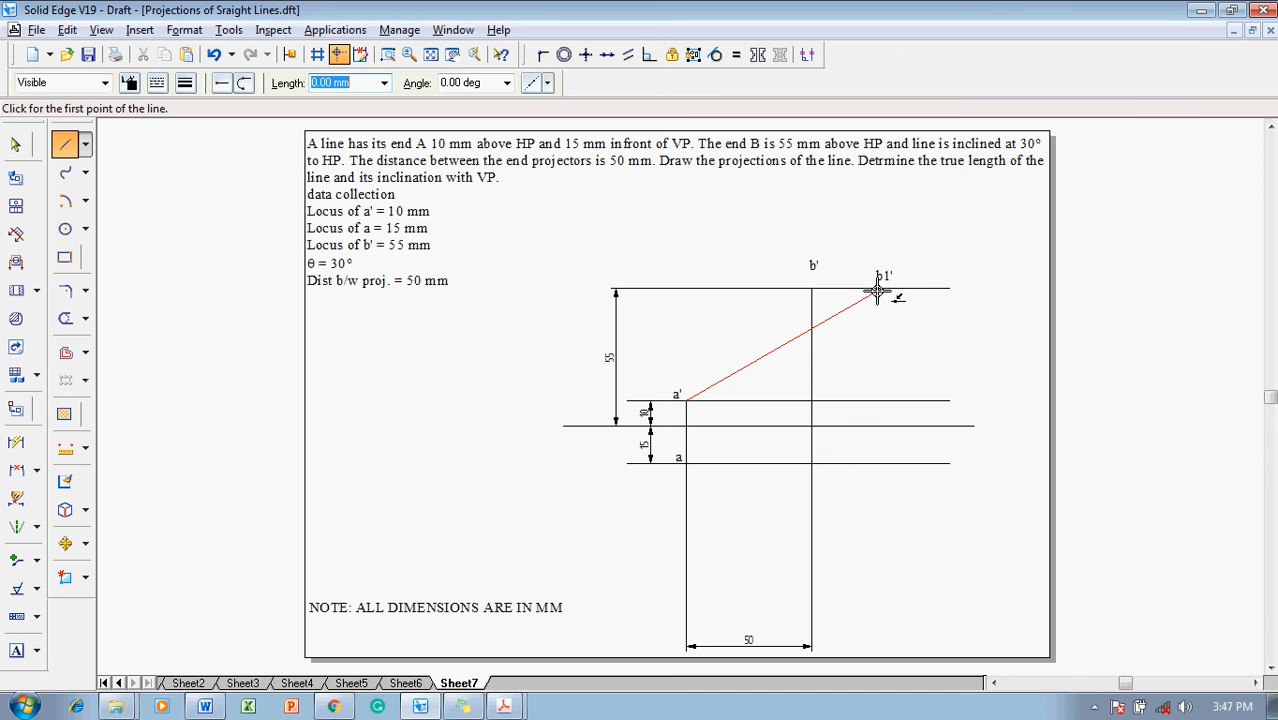 Solid Edge V19 - Draft - [Projections of Sraight Lines.dft]
File Edit View Insert Format Tools Inspect Applications Manage Window Help
Visible Length: 0.00 mm Angle: 0.00 deg
Click for the first point of the line.
A line has its end A 10 mm above HP and 15 mm infront of VP. The end B is 55 mm above HP and line is inclined at 30°
to HP. The distance between the end projectors is 50 mm. Draw the projections of the line. Detrmine the true length of the
line and its inclination with VP.
data collection
Locus of a' = 10 mm
Locus of a = 15 mm
Locus of b' = 55 mm
θ = 30°
Dist b/w proj. = 50 mm
b'
b1'
55
a'
10
15
a
NOTE: ALL DIMENSIONS ARE IN MM
50
Sheet2 Sheet3 Sheet4 Sheet5 Sheet6 Sheet7
3:47 PM